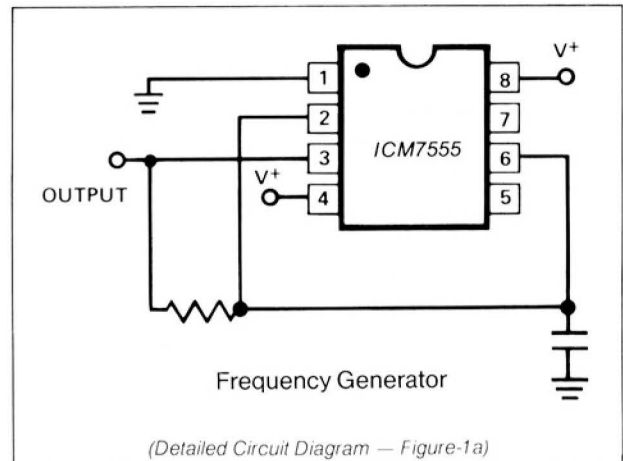 V+
1
8
2
7
ICM7555
3
6
OUTPUT
V+
4
5
Frequency Generator
(Detailed Circuit Diagram — Figure-1a)